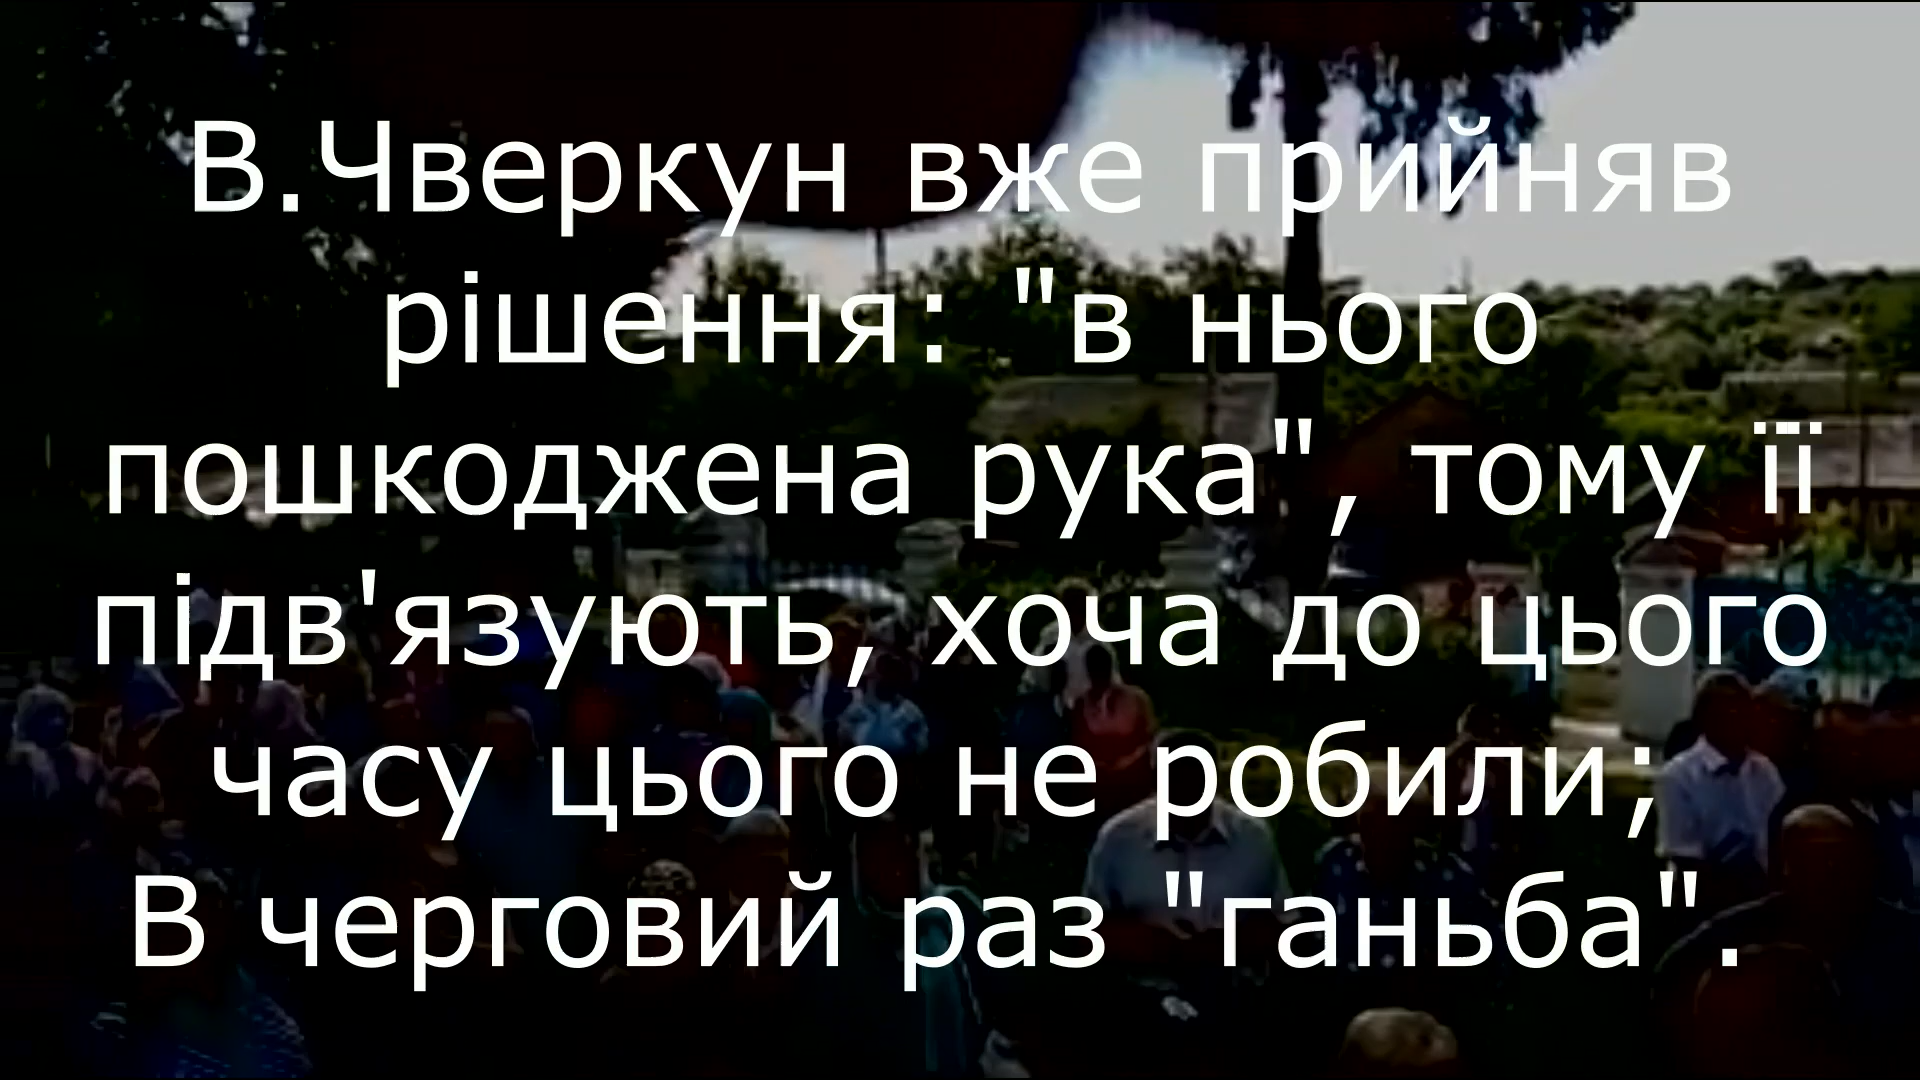 В.Чверкун вже прийняв
рішення: "в нього
пошкоджена рука", тому її
підв'язують, хоча до цього
часу цього не робили;
В черговий раз "ганьба".